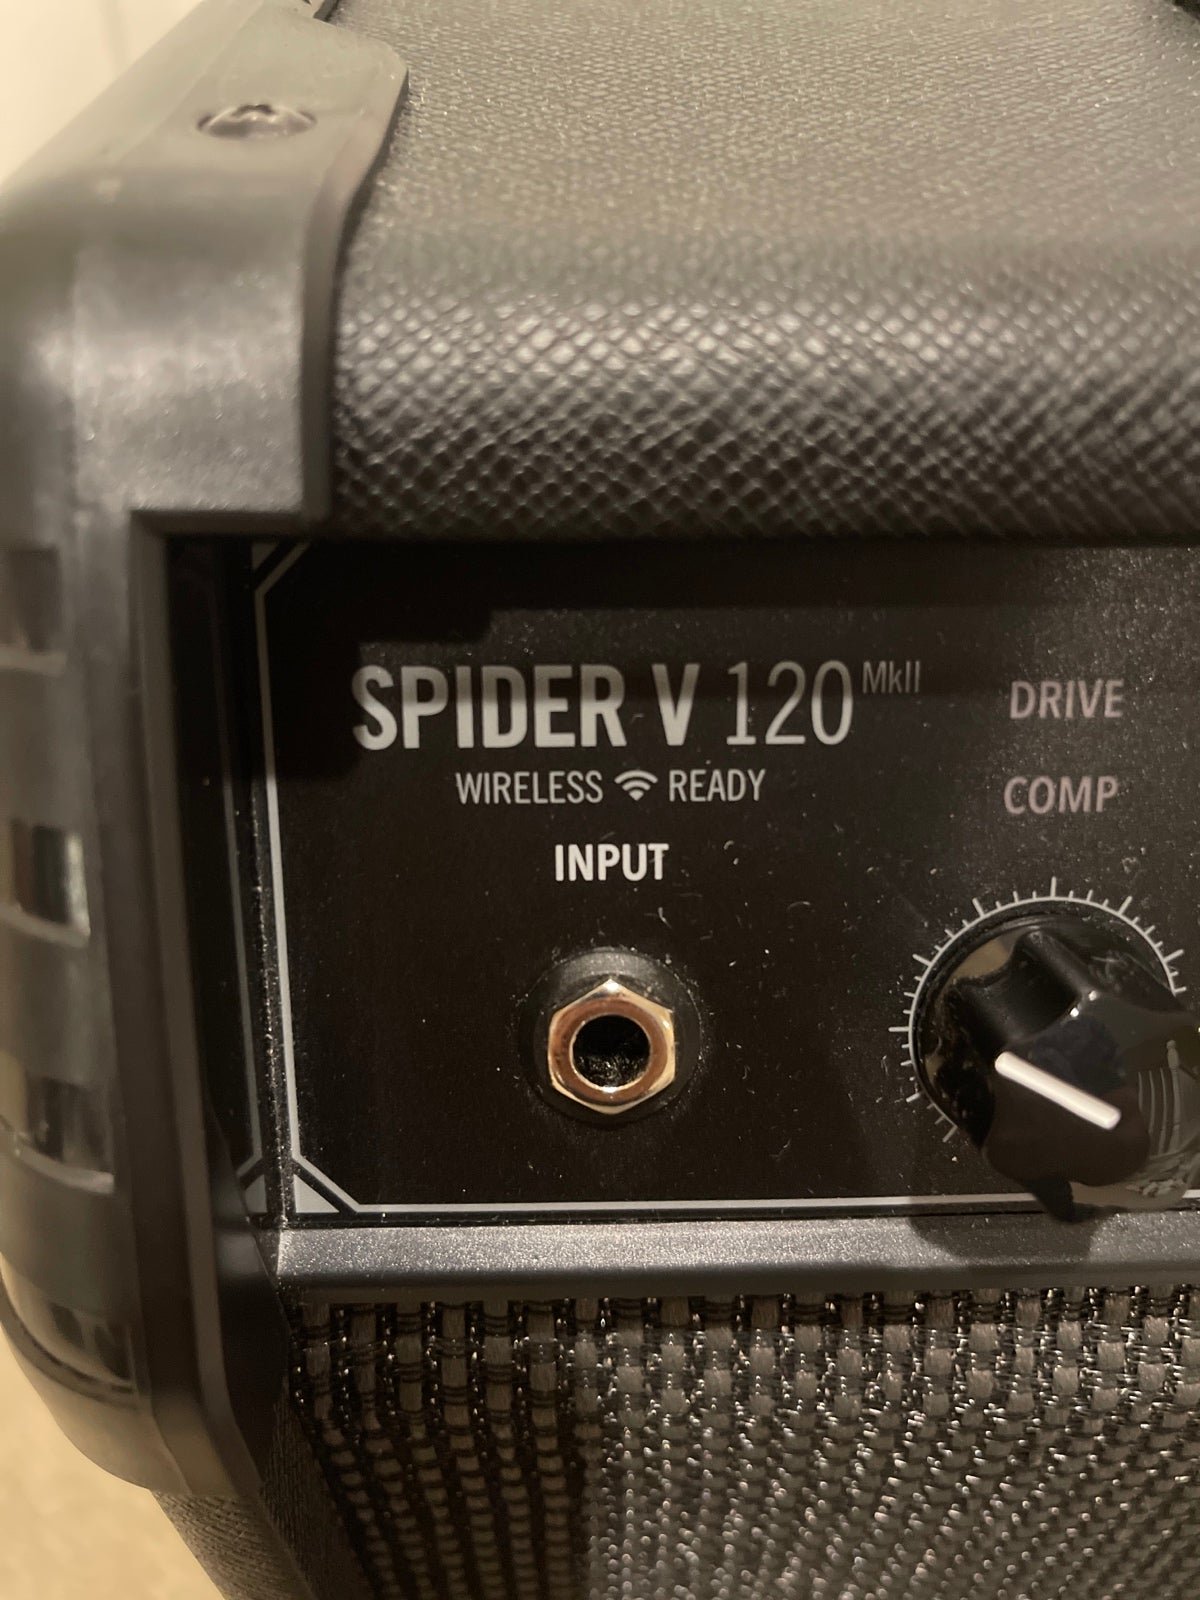 SPIDER V 120 MkII
WIRELESS READY
INPUT
DRIVE
COMP